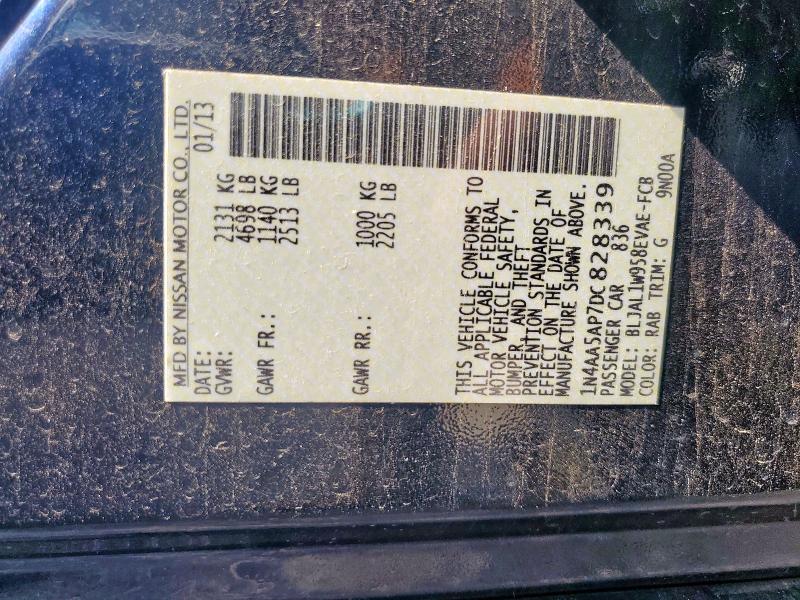 MFD BY NISSAN MOTOR CO., LTD.
DATE: 01/13
GVWR: 2131 KG
4698 LB
GAWR FR.: 1140 KG
2513 LB
GAWR RR.: 1000 KG
2205 LB
THIS VEHICLE CONFORMS TO
ALL APPLICABLE FEDERAL
MOTOR VEHICLE SAFETY,
BUMPER, AND THEFT
PREVENTION STANDARDS IN
EFFECT ON THE DATE OF
MANUFACTURE SHOWN ABOVE.
1N4AA5AP7DC828339
PASSENGER CAR 836
MODEL: BLJAL1W958EVAE-FCB
COLOR: RAB TRIM: G 9N00A